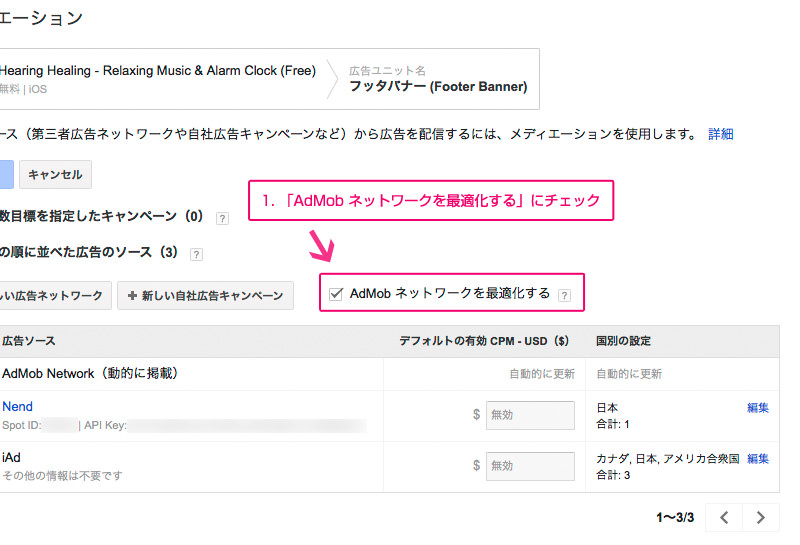 エーション
Hearing Healing - Relaxing Music & Alarm Clock (Free)
無料 | iOS
広告ユニット名
フッタバナー (Footer Banner)
ース（第三者広告ネットワークや自社広告キャンペーンなど）から広告を配信するには、メディエーションを使用します。 詳細
キャンセル
1. 「AdMob ネットワークを最適化する」にチェック
数目標を指定したキャンペーン（0） ?
の順に並べた広告のソース（3） ?
しい広告ネットワーク
+ 新しい自社広告キャンペーン
AdMob ネットワークを最適化する ?
広告ソース デフォルトの有効 CPM - USD（$） 国別の設定
AdMob Network（動的に掲載） 自動的に更新 自動的に更新
Nend
Spot ID: | API Key:
$ 無効
日本
合計: 1
編集
iAd
その他の情報は不要です
$ 無効
カナダ, 日本, アメリカ合衆国
合計: 3
編集
1〜3/3